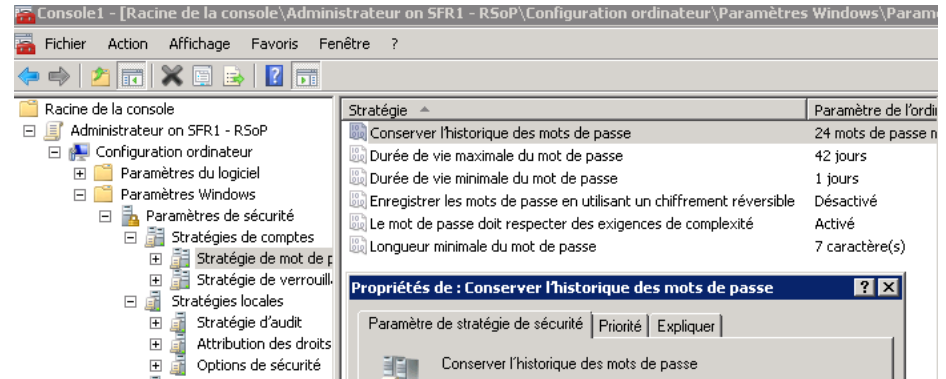 Console1 - [Racine de la console\Administrateur on SFR1 - RSoP\Configuration ordinateur\Paramètres Windows\Param
Fichier Action Affichage Favoris Fenêtre ?
Racine de la console
Administrateur on SFR1 - RSoP
Configuration ordinateur
Paramètres du logiciel
Paramètres Windows
Paramètres de sécurité
Stratégies de comptes
Stratégie de mot de p
Stratégie de verrouill
Stratégies locales
Stratégie d'audit
Attribution des droits
Options de sécurité
Stratégie Paramètre de l'ordi
Conserver l'historique des mots de passe 24 mots de passe n
Durée de vie maximale du mot de passe 42 jours
Durée de vie minimale du mot de passe 1 jours
Enregistrer les mots de passe en utilisant un chiffrement réversible Désactivé
Le mot de passe doit respecter des exigences de complexité Activé
Longueur minimale du mot de passe 7 caractère(s)
Propriétés de : Conserver l'historique des mots de passe
Paramètre de stratégie de sécurité Priorité Expliquer
Conserver l'historique des mots de passe